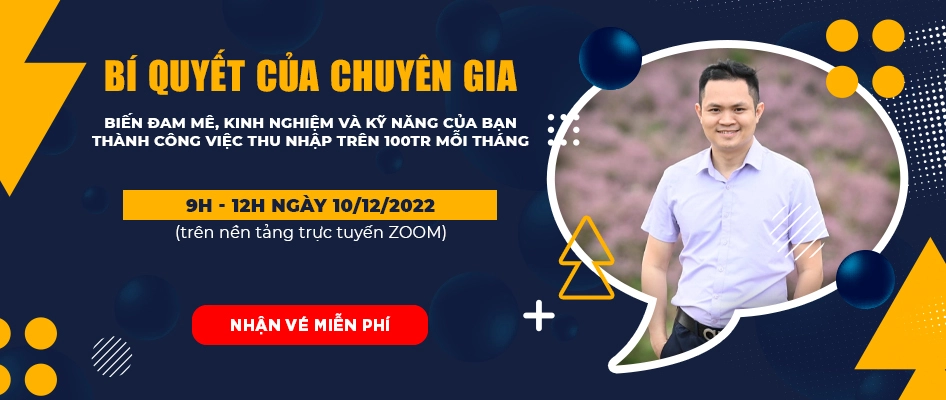 BÍ QUYẾT CỦA CHUYÊN GIA
BIẾN ĐAM MÊ, KINH NGHIỆM VÀ KỸ NĂNG CỦA BẠN
THÀNH CÔNG VIỆC THU NHẬP TRÊN 100TR MỖI THÁNG
9H - 12H NGÀY 10/12/2022
(trên nền tảng trực tuyến ZOOM)
NHẬN VÉ MIỄN PHÍ